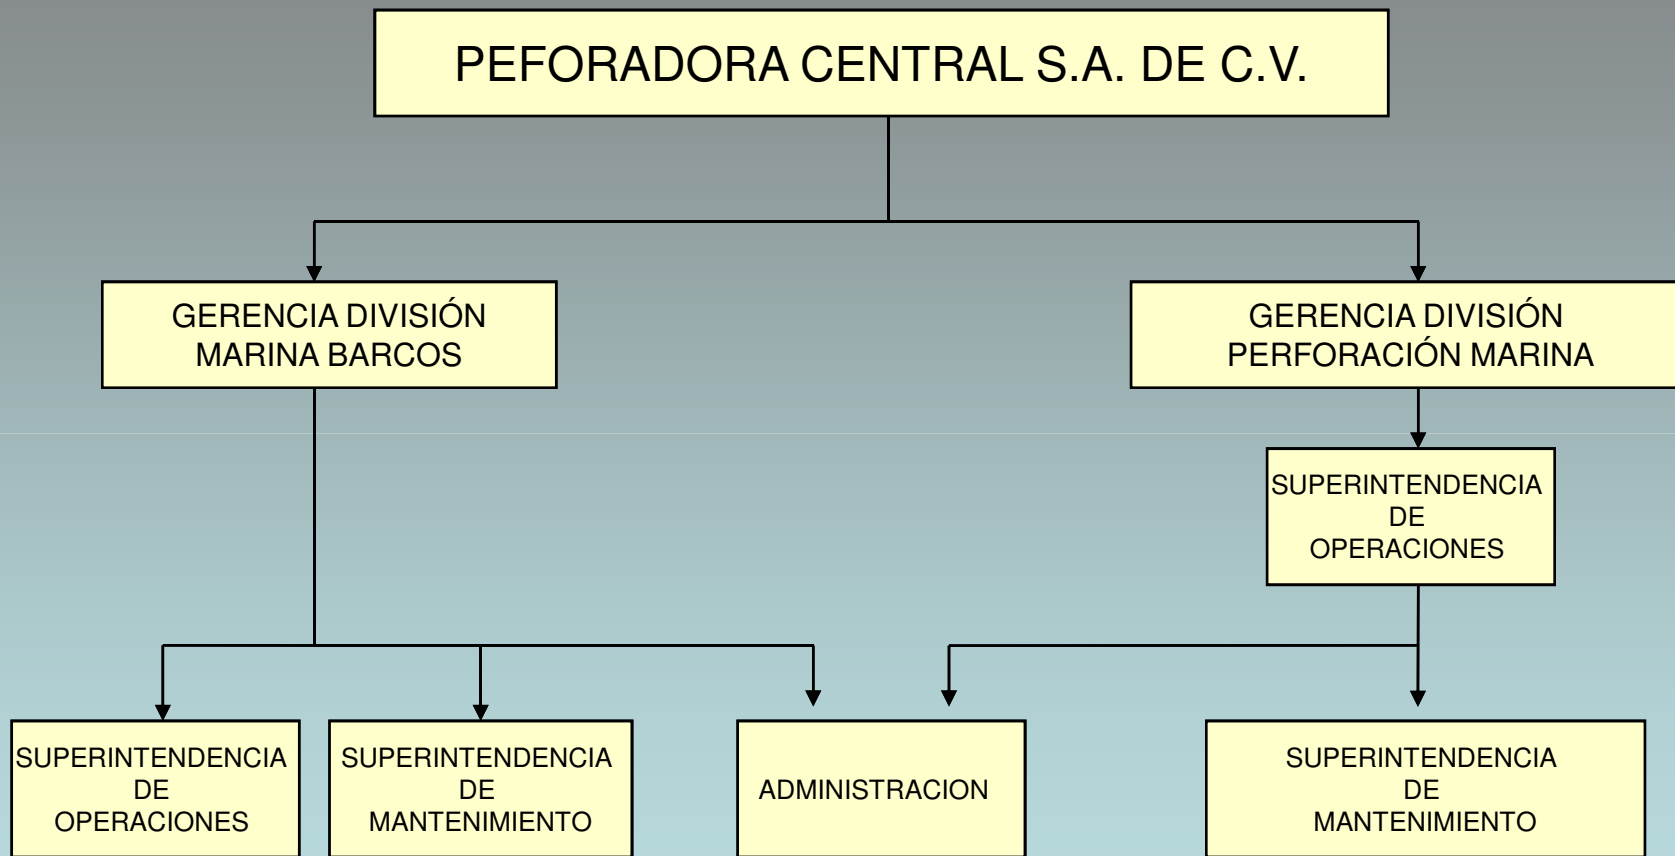 PEFORADORA CENTRAL S.A. DE C.V.
GERENCIA DIVISIÓN
MARINA BARCOS
GERENCIA DIVISIÓN
PERFORACIÓN MARINA
SUPERINTENDENCIA
DE
OPERACIONES
SUPERINTENDENCIA
DE
OPERACIONES
SUPERINTENDENCIA
DE
MANTENIMIENTO
ADMINISTRACION
SUPERINTENDENCIA
DE
MANTENIMIENTO